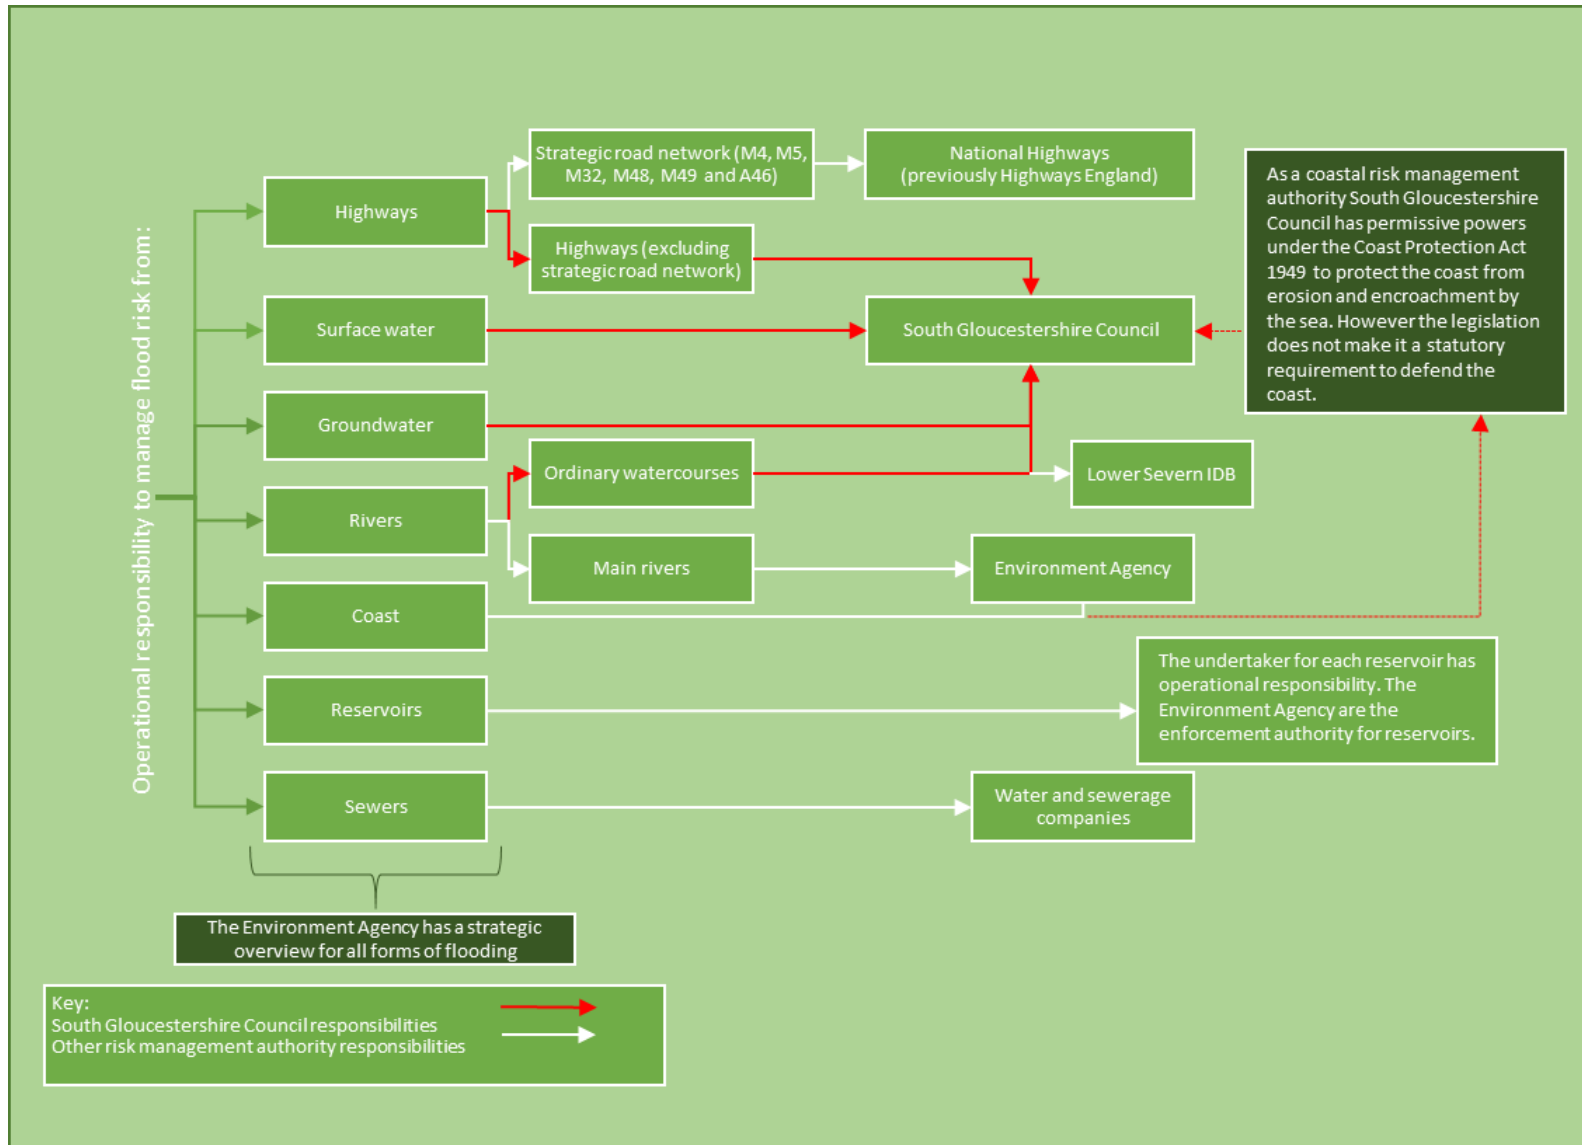 Operational responsibility to manage flood risk from:
Highways
Strategic road network (M4, M5,
M32, M48, M49 and A46)
National Highways
(previously Highways England)
Highways (excluding
strategic road network)
Surface water
South Gloucestershire Council
As a coastal risk management
authority South Gloucestershire
Council has permissive powers
under the Coast Protection Act
1949 to protect the coast from
erosion and encroachment by
the sea. However the legislation
does not make it a statutory
requirement to defend the
coast.
Groundwater
Ordinary watercourses
Lower Severn IDB
Rivers
Main rivers
Environment Agency
Coast
Reservoirs
The undertaker for each reservoir has
operational responsibility. The
Environment Agency are the
enforcement authority for reservoirs.
Sewers
Water and sewerage
companies
The Environment Agency has a strategic
overview for all forms of flooding
Key:
South Gloucestershire Council responsibilities
Other risk management authority responsibilities